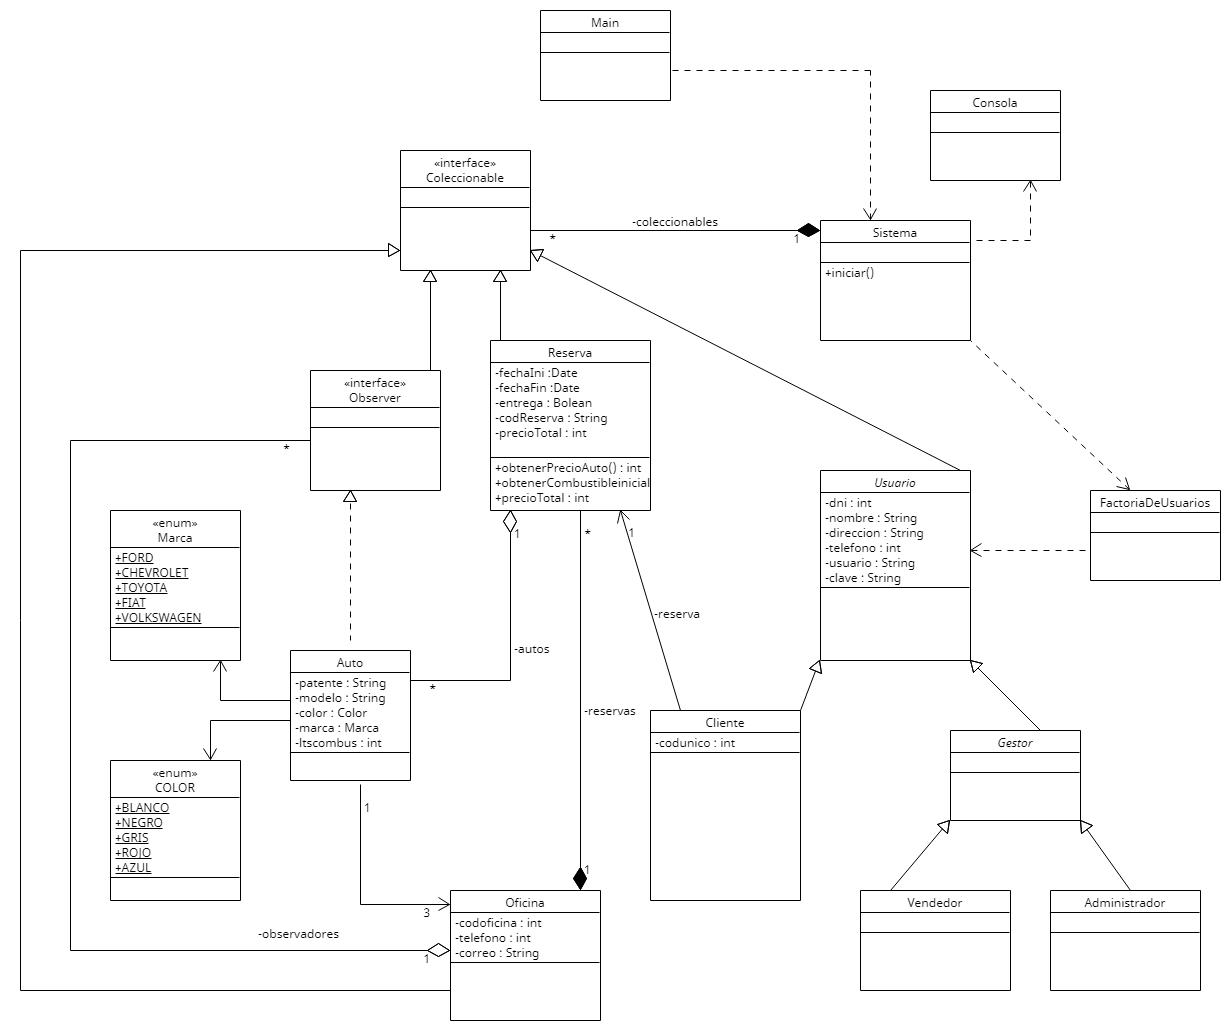 Main
Consola
«interface»
Coleccionable
-coleccionables
*
1
Sistema
+iniciar()
Reserva
-fechaIni :Date
-fechaFin :Date
-entrega : Bolean
-codReserva : String
-precioTotal : int
+obtenerPrecioAuto() : int
+obtenerCombustibleinicial
+precioTotal : int
«interface»
Observer
*
Usuario
-dni : int
-nombre : String
-direccion : String
-telefono : int
-usuario : String
-clave : String
FactoriaDeUsuarios
«enum»
Marca
+FORD
+CHEVROLET
+TOYOTA
+FIAT
+VOLKSWAGEN
1
*
1
-reserva
-autos
*
Auto
-patente : String
-modelo : String
-color : Color
-marca : Marca
-ltscombus : int
-reservas
Cliente
-codunico : int
Gestor
«enum»
COLOR
+BLANCO
+NEGRO
+GRIS
+ROJO
+AZUL
1
3
1
Oficina
-codoficina : int
-telefono : int
-correo : String
-observadores
1
Vendedor
Administrador